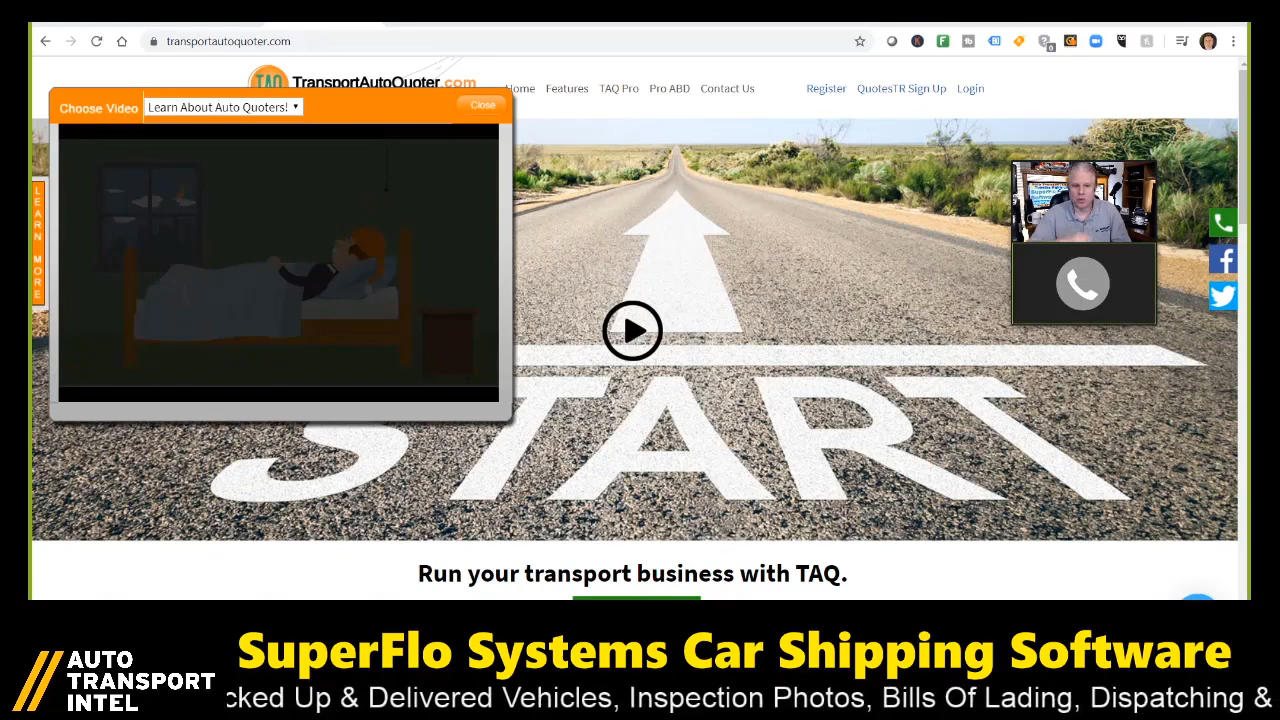 transportautoquoter.com
TAQ TransportAutoQuoter.com
Home Features TAQ Pro Pro ABD Contact Us Register QuotesTR Sign Up Login
Choose Video Learn About Auto Quoters! Close
LEARN MORE
START
Run your transport business with TAQ.
SuperFlo Systems Car Shipping Software
AUTO
TRANSPORT
INTEL
cked Up & Delivered Vehicles, Inspection Photos, Bills Of Lading, Dispatching &